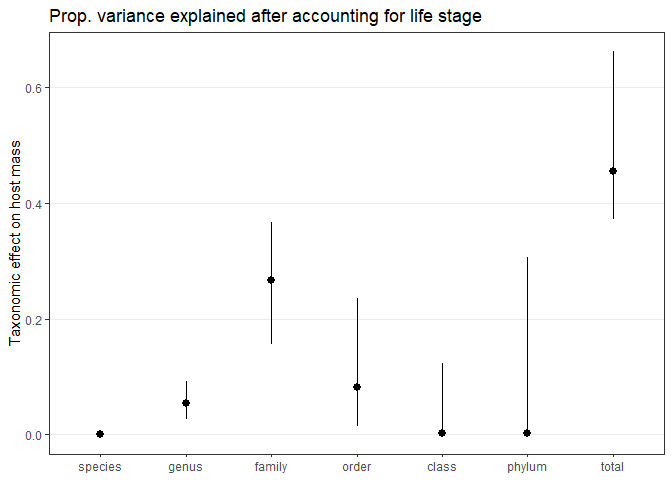 Prop. variance explained after accounting for life stage
Taxonomic effect on host mass
0.6
0.4
0.2
0.0
species genus family order class phylum total